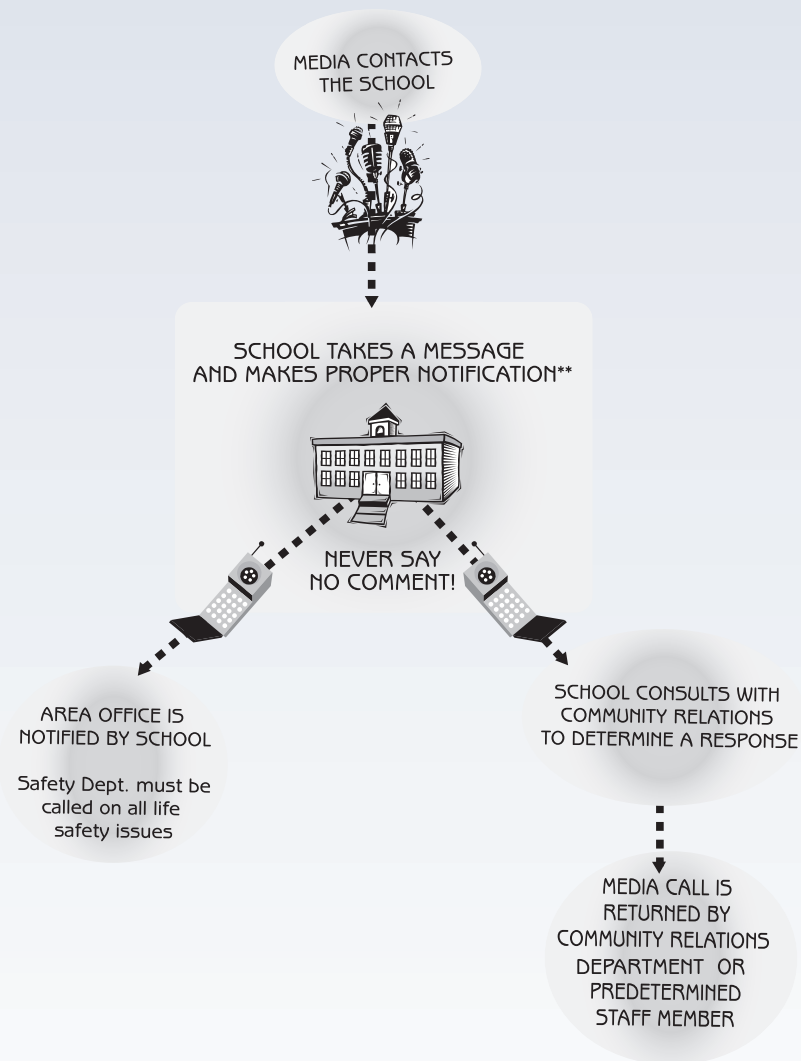 MEDIA CONTACTS
THE SCHOOL
SCHOOL TAKES A MESSAGE
AND MAKES PROPER NOTIFICATION**
NEVER SAY
NO COMMENT!
AREA OFFICE IS
NOTIFIED BY SCHOOL
Safety Dept. must be
called on all life
safety issues
SCHOOL CONSULTS WITH
COMMUNITY RELATIONS
TO DETERMINE A RESPONSE
MEDIA CALL IS
RETURNED BY
COMMUNITY RELATIONS
DEPARTMENT OR
PREDETERMINED
STAFF MEMBER